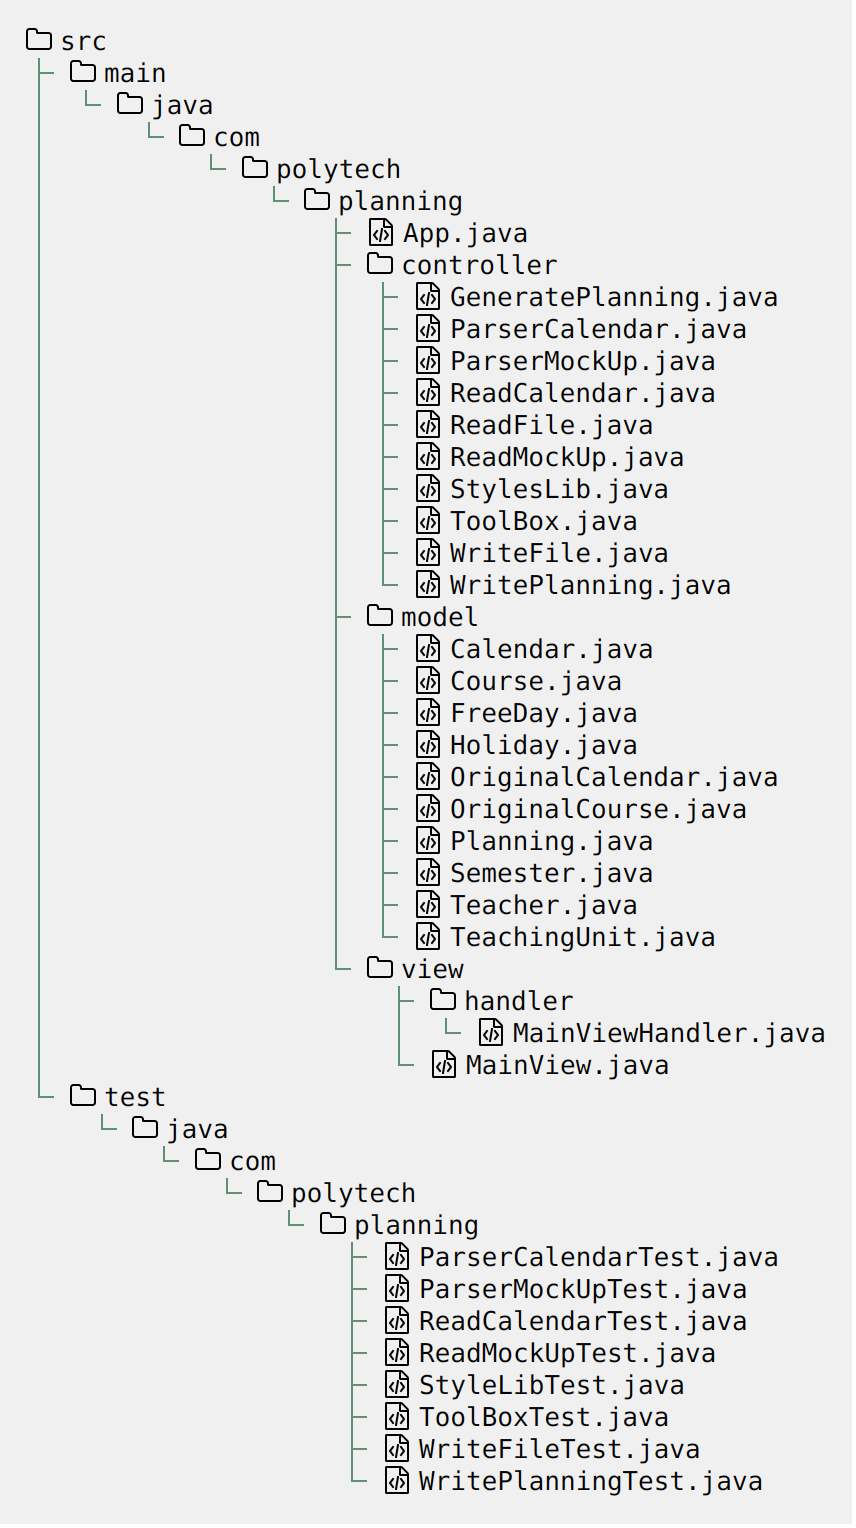 src
main
java
com
polytech
planning
App.java
controller
GeneratePlanning.java
ParserCalendar.java
ParserMockUp.java
ReadCalendar.java
ReadFile.java
ReadMockUp.java
StylesLib.java
ToolBox.java
WriteFile.java
WritePlanning.java
model
Calendar.java
Course.java
FreeDay.java
Holiday.java
OriginalCalendar.java
OriginalCourse.java
Planning.java
Semester.java
Teacher.java
TeachingUnit.java
view
handler
MainViewHandler.java
MainView.java
test
java
com
polytech
planning
ParserCalendarTest.java
ParserMockUpTest.java
ReadCalendarTest.java
ReadMockUpTest.java
StyleLibTest.java
ToolBoxTest.java
WriteFileTest.java
WritePlanningTest.java